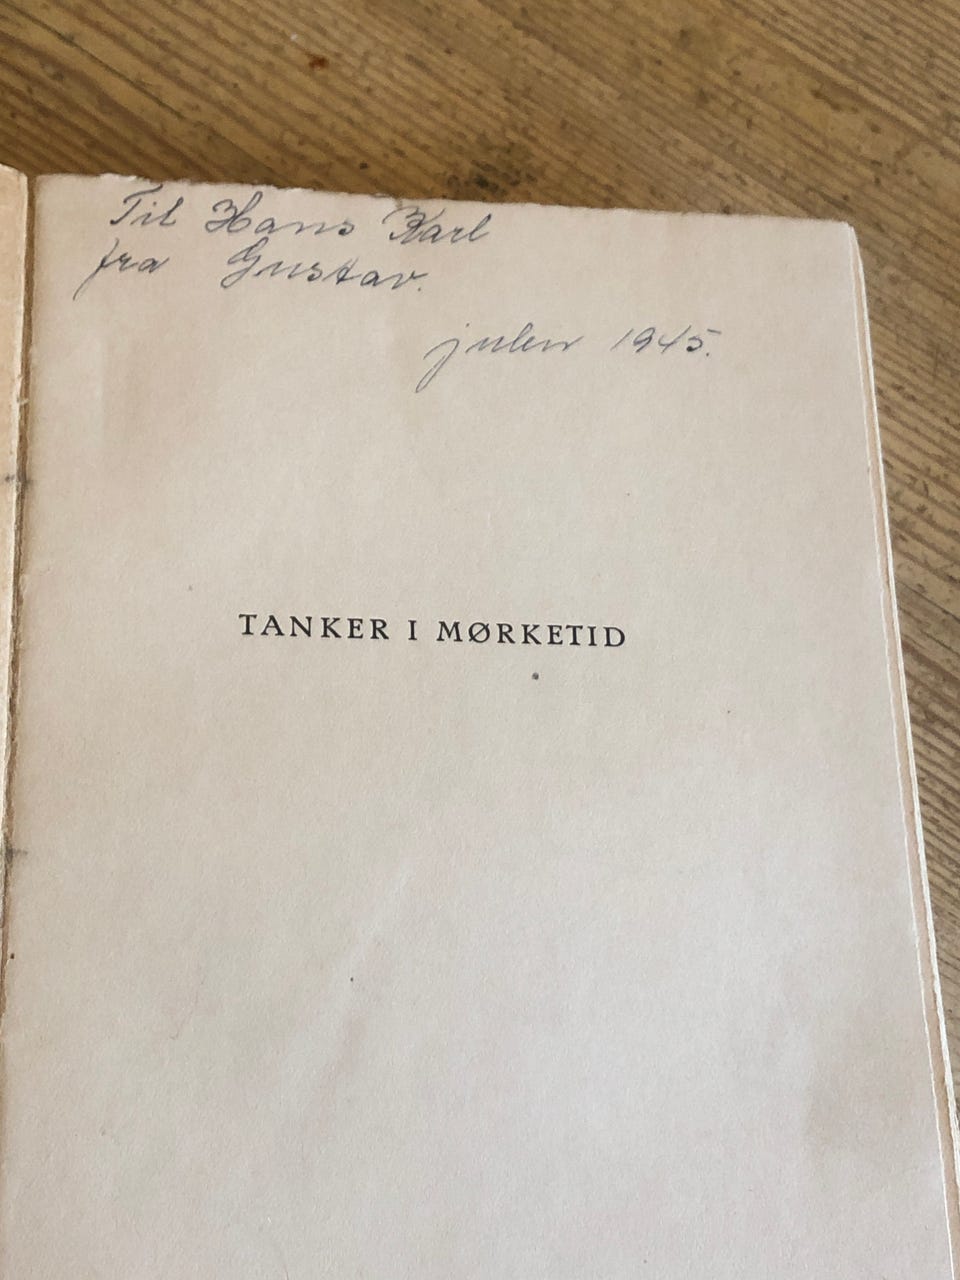 Til Hans Karl
fra Gustav.
julen 1945.
TANKER I MØRKETID